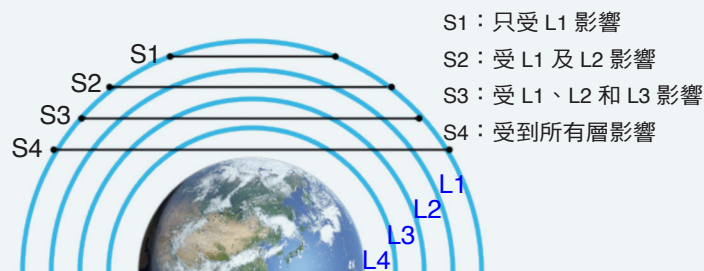 S1：只受 L1 影響
S2：受 L1 及 L2 影響
S3：受 L1、L2 和 L3 影響
S4：受到所有層影響
S1
S2
S3
S4
L1
L2
L3
L4